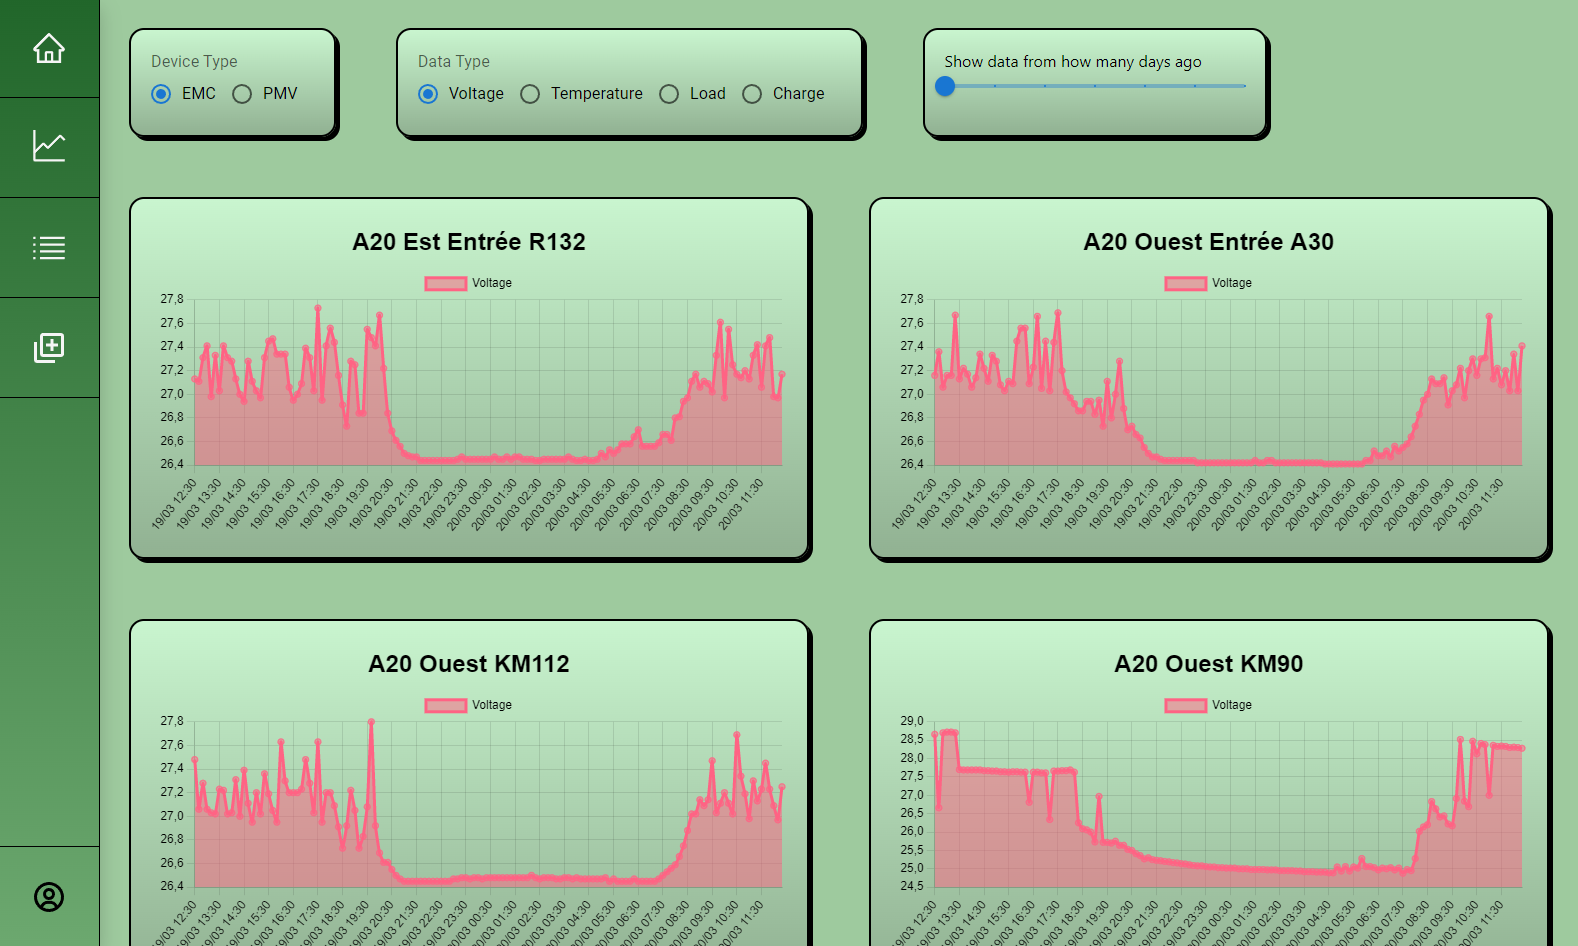 Device Type
EMC PMV
Data Type
Voltage Temperature Load Charge
Show data from how many days ago
A20 Est Entrée R132
Voltage
27,8
27,6
27,4
27,2
27,0
26,8
26,6
26,4
19/03 12:30 19/03 13:30 19/03 14:30 19/03 15:30 19/03 16:30 19/03 17:30 19/03 18:30 19/03 19:30 19/03 20:30 19/03 21:30 19/03 22:30 19/03 23:30 20/03 00:30 20/03 01:30 20/03 02:30 20/03 03:30 20/03 04:30 20/03 05:30 20/03 06:30 20/03 07:30 20/03 08:30 20/03 09:30 20/03 10:30 20/03 11:30
A20 Ouest Entrée A30
Voltage
27,8
27,6
27,4
27,2
27,0
26,8
26,6
26,4
19/03 12:30 19/03 13:30 19/03 14:30 19/03 15:30 19/03 16:30 19/03 17:30 19/03 18:30 19/03 19:30 19/03 20:30 19/03 21:30 19/03 22:30 19/03 23:30 20/03 00:30 20/03 01:30 20/03 02:30 20/03 03:30 20/03 04:30 20/03 05:30 20/03 06:30 20/03 07:30 20/03 08:30 20/03 09:30 20/03 10:30 20/03 11:30
A20 Ouest KM112
Voltage
27,8
27,6
27,4
27,2
27,0
26,8
26,6
26,4
19/03 12:30 19/03 13:30 19/03 14:30 19/03 15:30 19/03 16:30 19/03 17:30 19/03 18:30 19/03 19:30 19/03 20:30 19/03 21:30 19/03 22:30 19/03 23:30 20/03 00:30 20/03 01:30 20/03 02:30 20/03 03:30 20/03 04:30 20/03 05:30 20/03 06:30 20/03 07:30 20/03 08:30 20/03 09:30 20/03 10:30 20/03 11:30
A20 Ouest KM90
Voltage
29,0
28,5
28,0
27,5
27,0
26,5
26,0
25,5
25,0
24,5
19/03 12:30 19/03 13:30 19/03 14:30 19/03 15:30 19/03 16:30 19/03 17:30 19/03 18:30 19/03 19:30 19/03 20:30 19/03 21:30 19/03 22:30 19/03 23:30 20/03 00:30 20/03 01:30 20/03 02:30 20/03 03:30 20/03 04:30 20/03 05:30 20/03 06:30 20/03 07:30 20/03 08:30 20/03 09:30 20/03 10:30 20/03 11:30